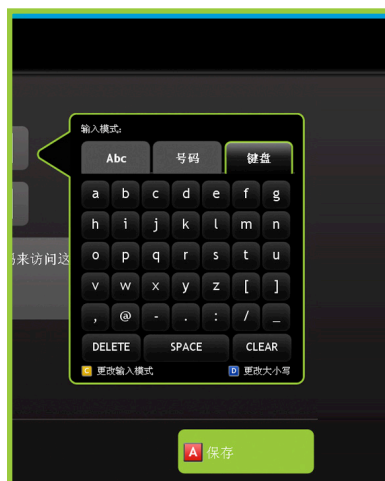 输入模式:
Abc 号码 键盘
a b c d e f g
h i j k l m n
o p q r s t u
v w x y z [ ]
, @ - . : / _
DELETE SPACE CLEAR
C 更改输入模式 D 更改大小写
来访问这
A 保存